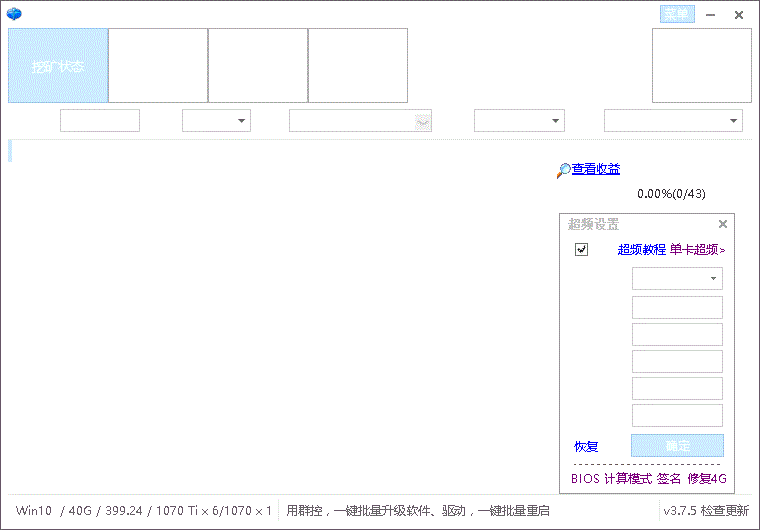 菜单
挖矿状态
查看收益
0.00%(0/43)
超频设置
超频教程 单卡超频>
恢复 确定
BIOS 计算模式 签名 修复4G
Win10 / 40G / 399.24 / 1070 Ti x 6/1070 x 1 用群控，一键批量升级软件、驱动，一键批量重启 v3.7.5 检查更新